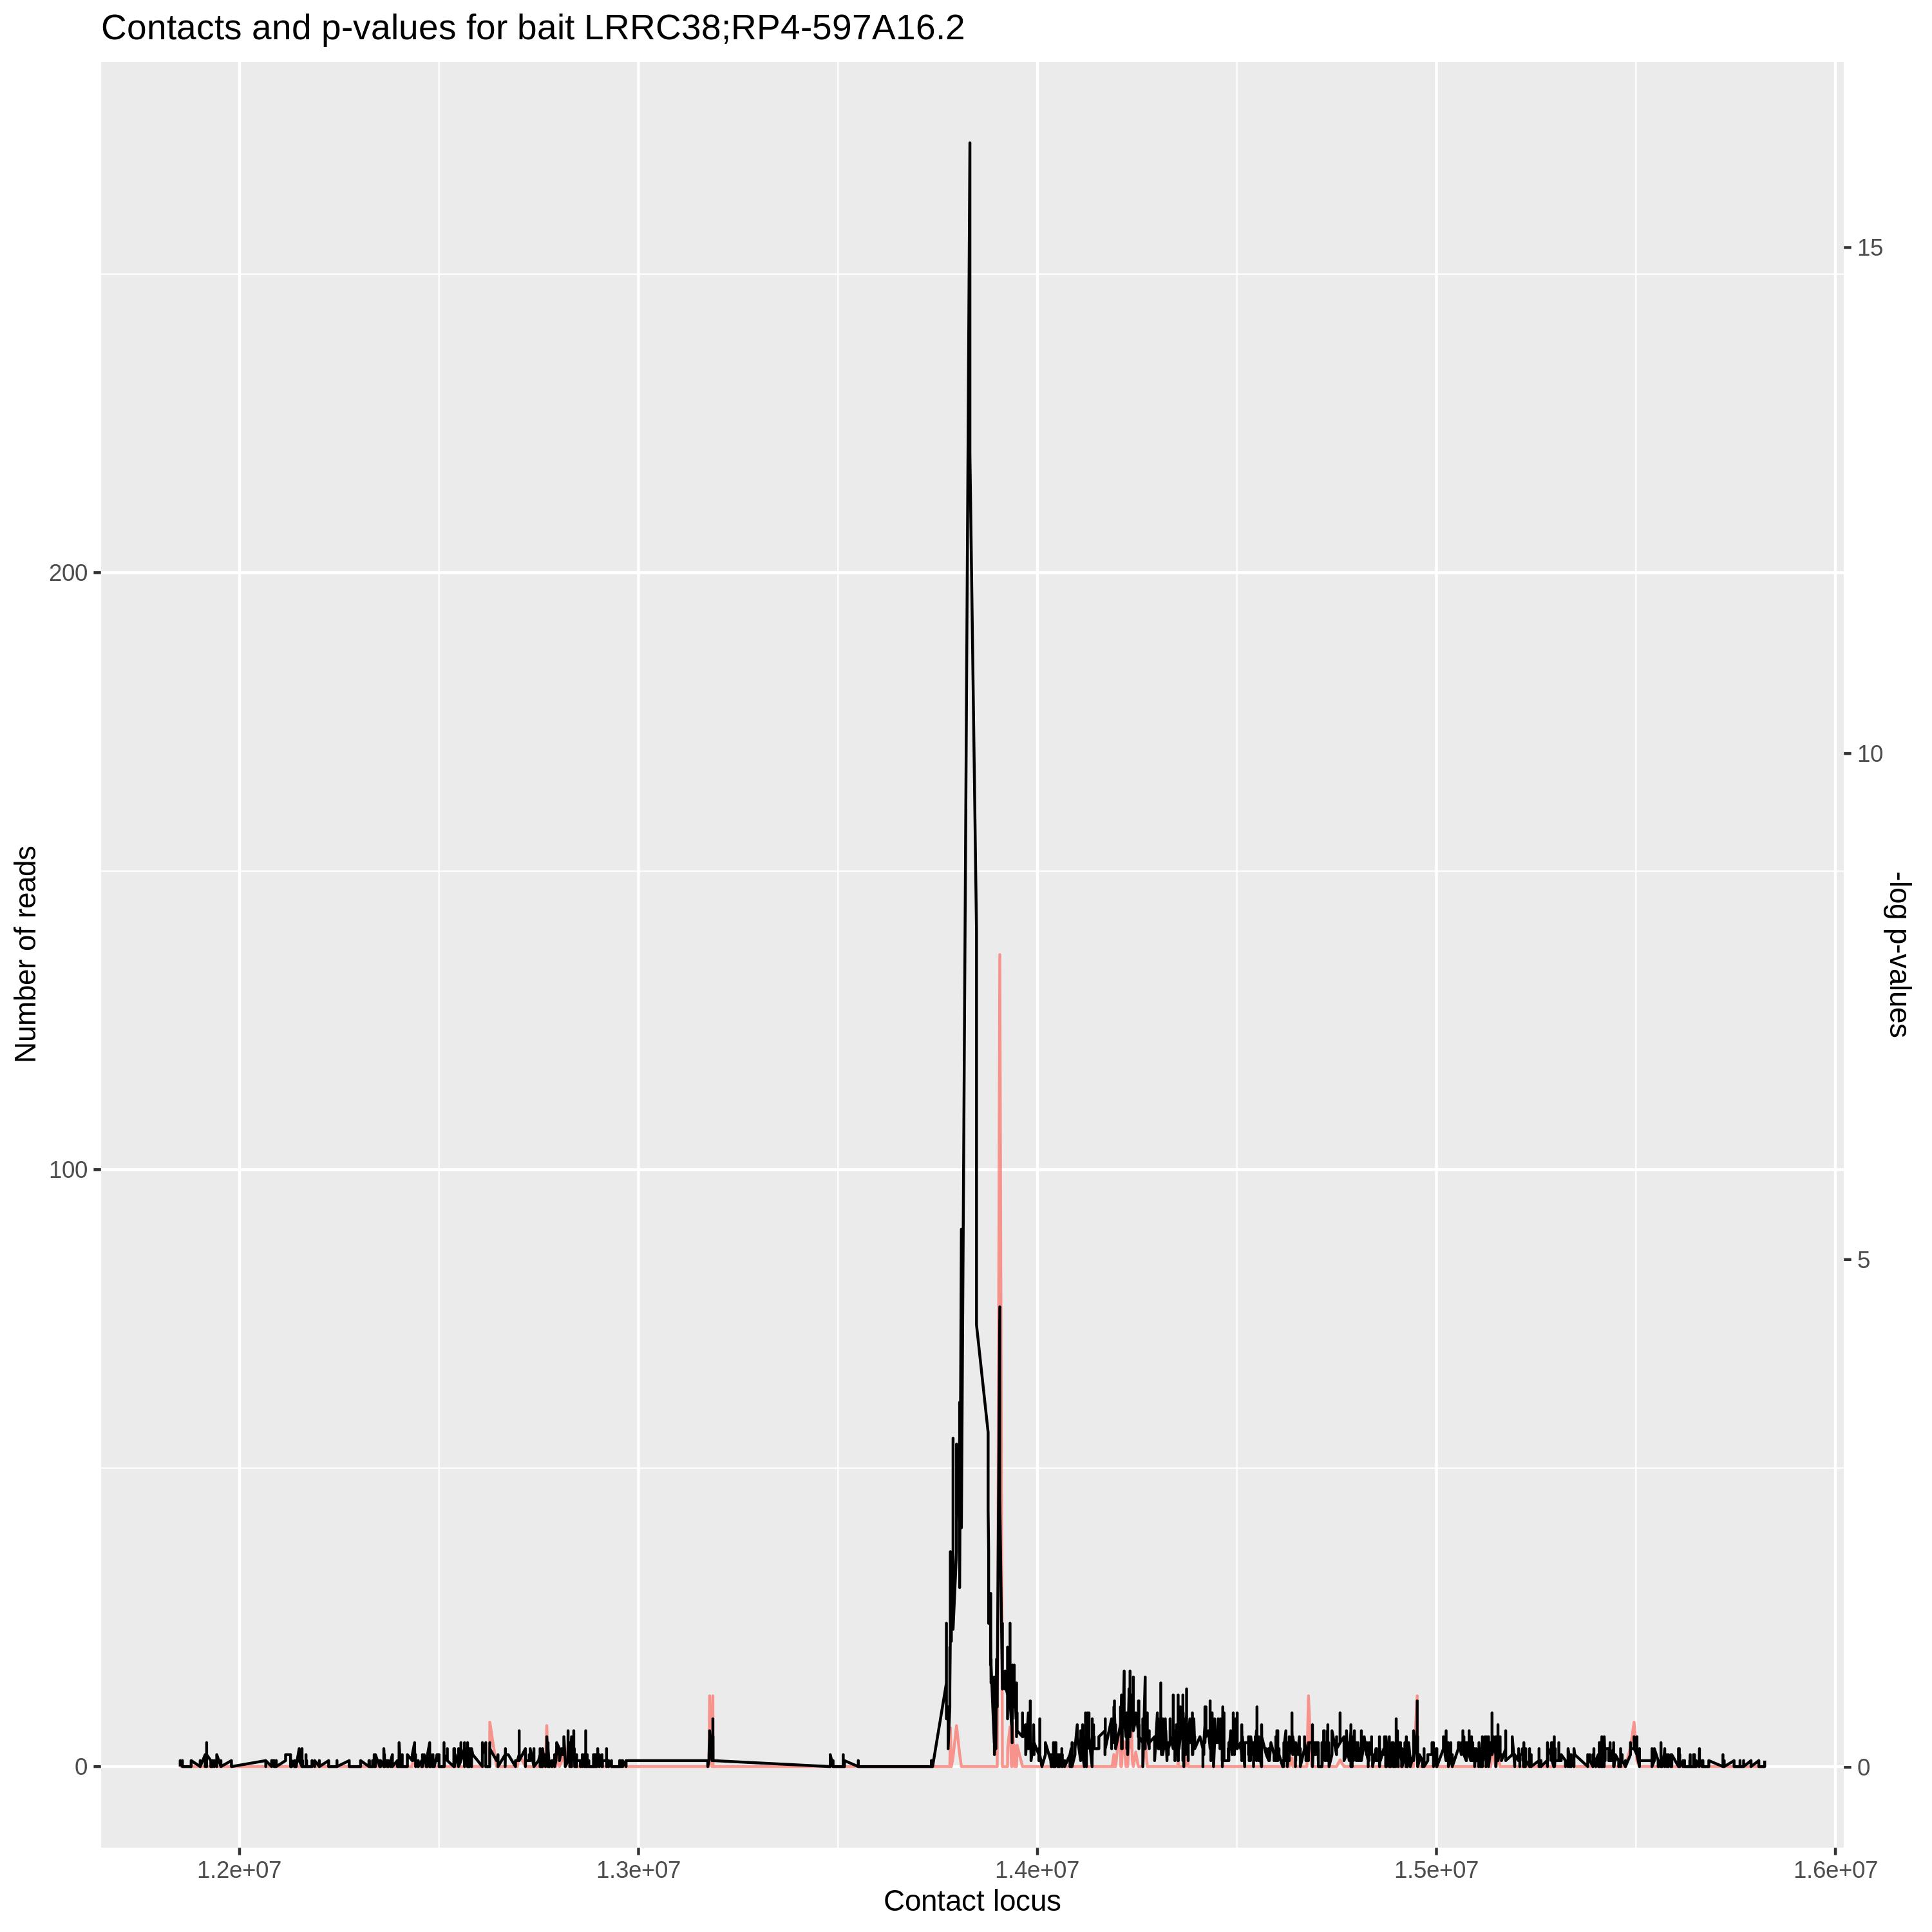 Contacts and p-values for bait LRRC38;RP4-597A16.2
Number of reads
200
100
0
15
10
5
0
-log p-values
1.2e+07 1.3e+07 1.4e+07 1.5e+07 1.6e+07
Contact locus